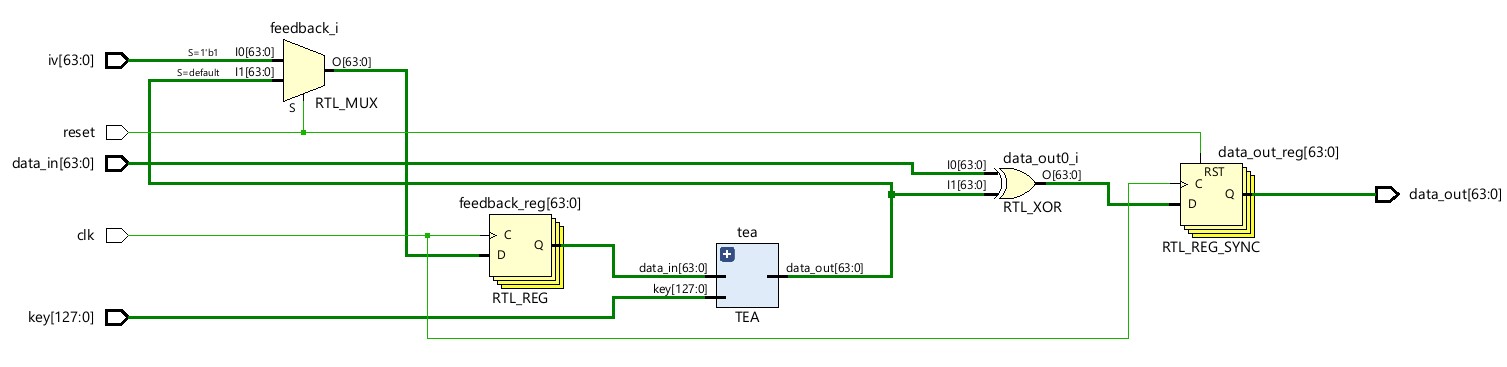 feedback_i
iv[63:0]
S=1'b1
I0[63:0]
S=default
I1[63:0]
O[63:0]
S
RTL_MUX
reset
data_in[63:0]
I0[63:0]
I1[63:0]
data_out0_i
O[63:0]
RTL_XOR
data_out_reg[63:0]
RST
C
D
Q
RTL_REG_SYNC
data_out[63:0]
clk
feedback_reg[63:0]
C
D
Q
RTL_REG
tea
data_in[63:0]
key[127:0]
data_out[63:0]
TEA
key[127:0]